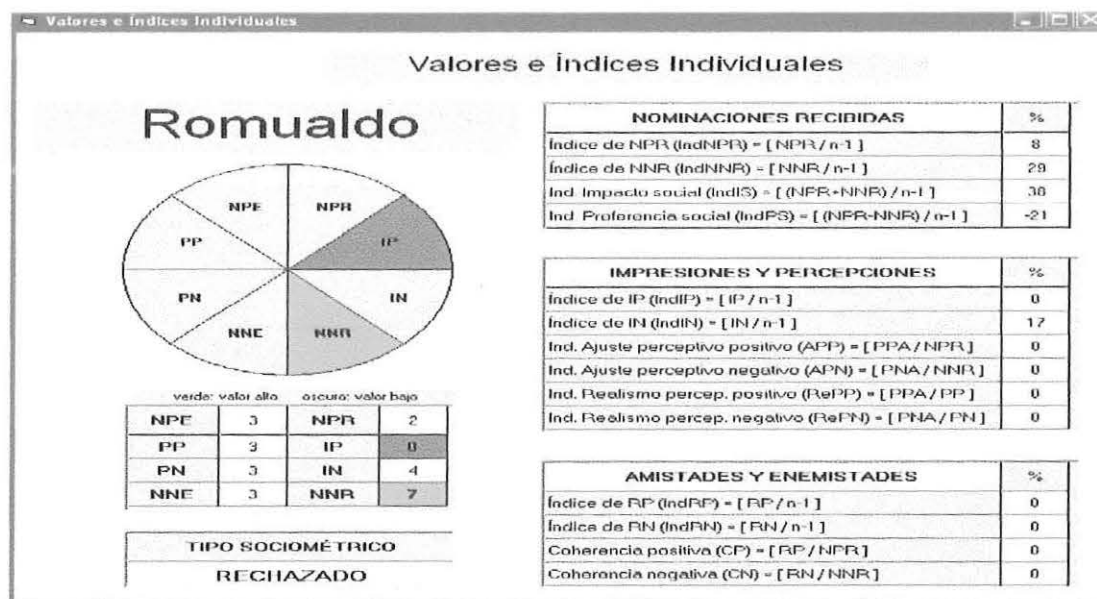 Valores e Índices Individuales
Valores e Índices Individuales
Romualdo
NPE NPR
PP IP
PN IN
NNE NNR
verde: valor alto oscuro: valor bajo
NPE 3 NPR 2
PP 3 IP 0
PN 3 IN 4
NNE 3 NNR 7
TIPO SOCIOMÉTRICO
RECHAZADO
NOMINACIONES RECIBIDAS %
Índice de NPR (IndNPR) = [ NPR / n-1 ] 8
Índice de NNR (IndNNR) = [ NNR / n-1 ] 29
Ind. Impacto social (IndIS) = [ (NPR+NNR) / n-1 ] 38
Ind. Preferencia social (IndPS) = [ (NPR-NNR) / n-1 ] -21
IMPRESIONES Y PERCEPCIONES %
Índice de IP (IndIP) = [ IP / n-1 ] 0
Índice de IN (IndIN) = [ IN / n-1 ] 17
Ind. Ajuste perceptivo positivo (APP) = [ PPA / NPR ] 0
Ind. Ajuste perceptivo negativo (APN) = [ PNA / NNR ] 0
Ind. Realismo percep. positivo (RePP) = [ PPA / PP ] 0
Ind. Realismo percep. negativo (RePN) = [ PNA / PN ] 0
AMISTADES Y ENEMISTADES %
Índice de RP (IndRP) = [ RP / n-1 ] 0
Índice de RN (IndRN) = [ RN / n-1 ] 0
Coherencia positiva (CP) = [ RP / NPR ] 0
Coherencia negativa (CN) = [ RN / NNR ] 0